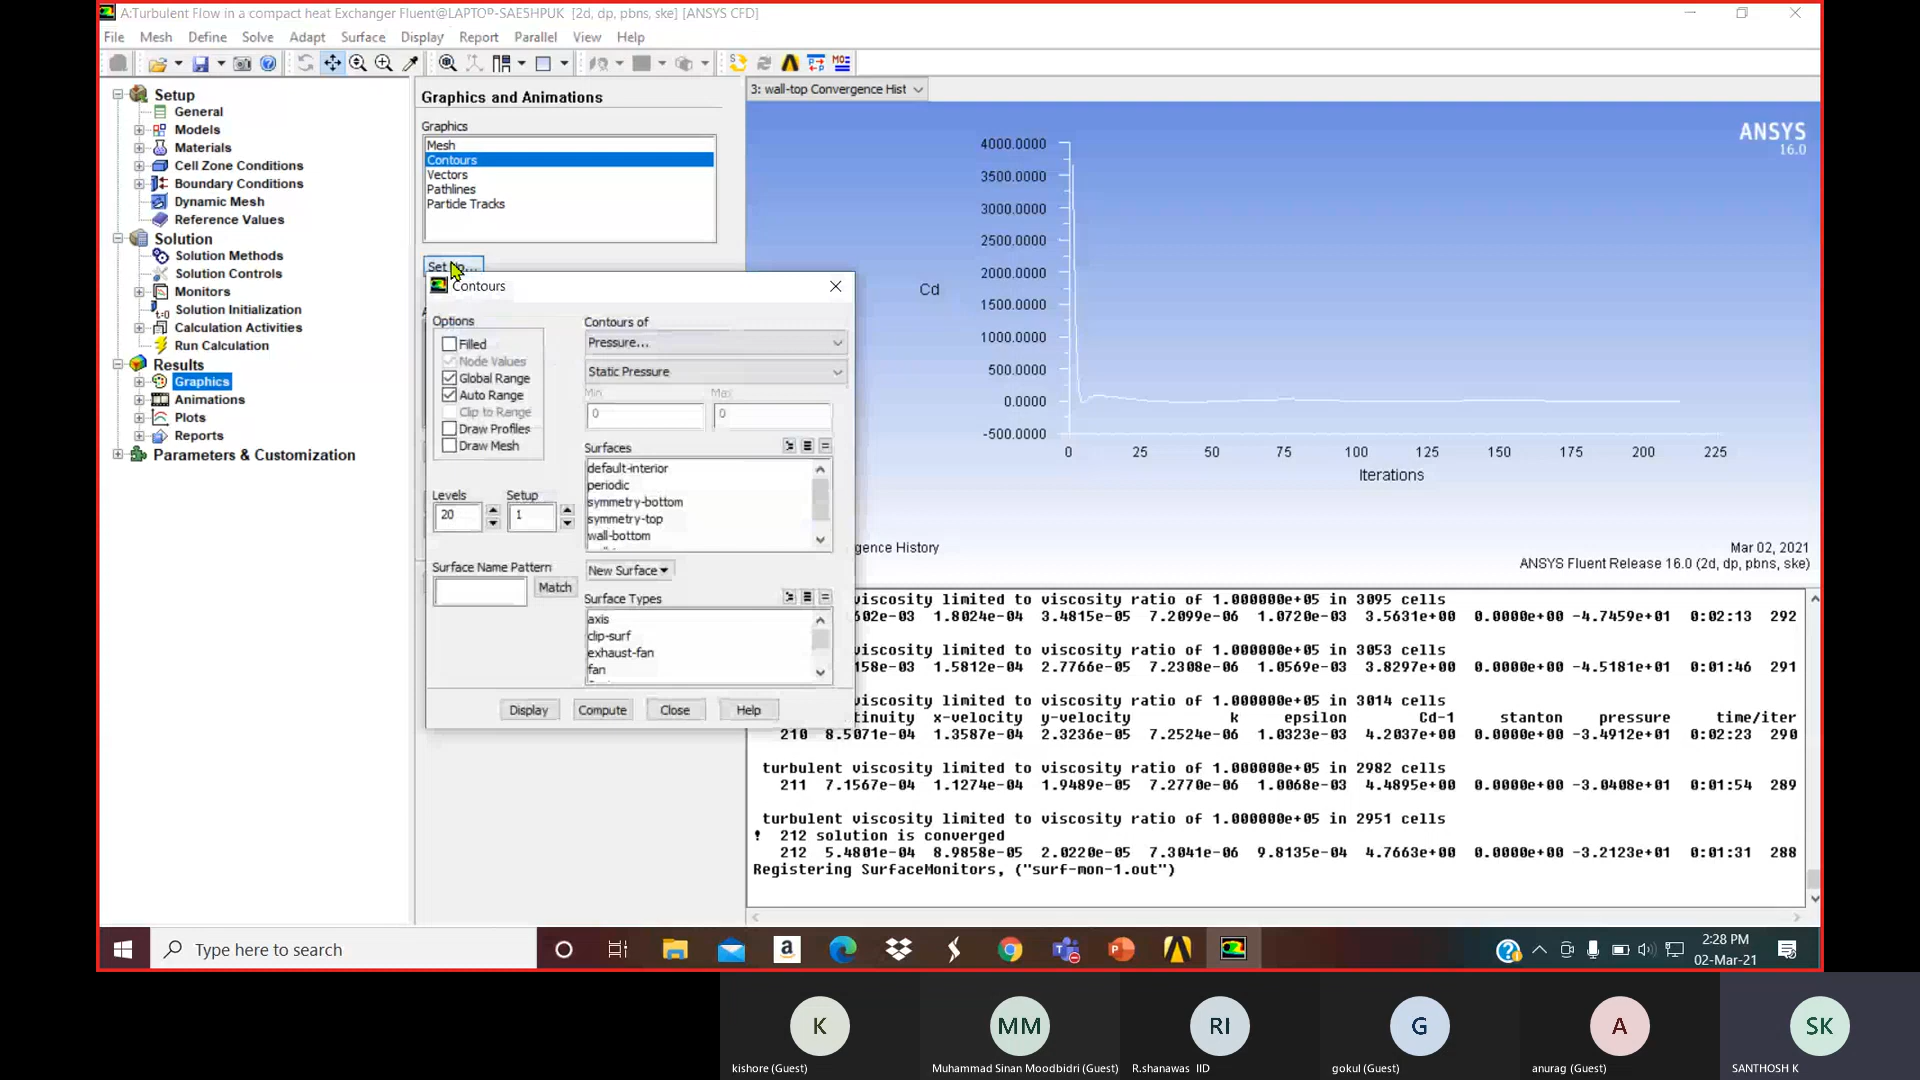 A:Turbulent Flow in a compact heat Exchanger Fluent@LAPTOP-SAE5HPUK [2d, dp, pbns, ske] [ANSYS CFD]
File Mesh Define Solve Adapt Surface Display Report Parallel View Help
Setup
General
Models
Materials
Cell Zone Conditions
Boundary Conditions
Dynamic Mesh
Reference Values
Solution
Solution Methods
Solution Controls
Monitors
Solution Initialization
Calculation Activities
Run Calculation
Results
Graphics
Animations
Plots
Reports
Parameters & Customization
Graphics and Animations
Graphics
Mesh
Contours
Vectors
Pathlines
Particle Tracks
Contours
Options
Filled
Node Values
Global Range
Auto Range
Clip to Range
Draw Profiles
Draw Mesh
Levels Setup
20 1
Surface Name Pattern
Match
Contours of
Pressure...
Static Pressure
Min Max
0 0
Surfaces
default-interior
periodic
symmetry-bottom
symmetry-top
wall-bottom
New Surface
Surface Types
axis
clip-surf
exhaust-fan
fan
Display Compute Close Help
3: wall-top Convergence Hist
ANSYS
16.0
4000.0000
3500.0000
3000.0000
2500.0000
2000.0000
1500.0000
1000.0000
500.0000
0.0000
-500.0000
Cd
0 25 50 75 100 125 150 175 200 225
Iterations
gence History
Mar 02, 2021
ANSYS Fluent Release 16.0 (2d, dp, pbns, ske)
viscosity limited to viscosity ratio of 1.000000e+05 in 3095 cells
602e-03 1.8024e-04 3.4815e-05 7.2099e-06 1.0720e-03 3.5631e+00 0.0000e+00 -4.7459e+01 0:02:13 292
viscosity limited to viscosity ratio of 1.000000e+05 in 3053 cells
158e-03 1.5812e-04 2.7766e-05 7.2308e-06 1.0569e-03 3.8297e+00 0.0000e+00 -4.5181e+01 0:01:46 291
viscosity limited to viscosity ratio of 1.000000e+05 in 3014 cells
tinuity x-velocity y-velocity k epsilon Cd-1 stanton pressure time/iter
210 8.5071e-04 1.3587e-04 2.3236e-05 7.2524e-06 1.0323e-03 4.2037e+00 0.0000e+00 -3.4912e+01 0:02:23 290
turbulent viscosity limited to viscosity ratio of 1.000000e+05 in 2982 cells
211 7.1567e-04 1.1274e-04 1.9489e-05 7.2770e-06 1.0068e-03 4.4895e+00 0.0000e+00 -3.0408e+01 0:01:54 289
turbulent viscosity limited to viscosity ratio of 1.000000e+05 in 2951 cells
! 212 solution is converged
212 5.4801e-04 8.9858e-05 2.0220e-05 7.3041e-06 9.8135e-04 4.7663e+00 0.0000e+00 -3.2123e+01 0:01:31 288
Registering SurfaceMonitors, ("surf-mon-1.out")
Type here to search
2:28 PM
02-Mar-21
K MM RI G A SK
kishore (Guest) Muhammad Sinan Moodbidri (Guest) R.shanawas IID gokul (Guest) anurag (Guest) SANTHOSH K